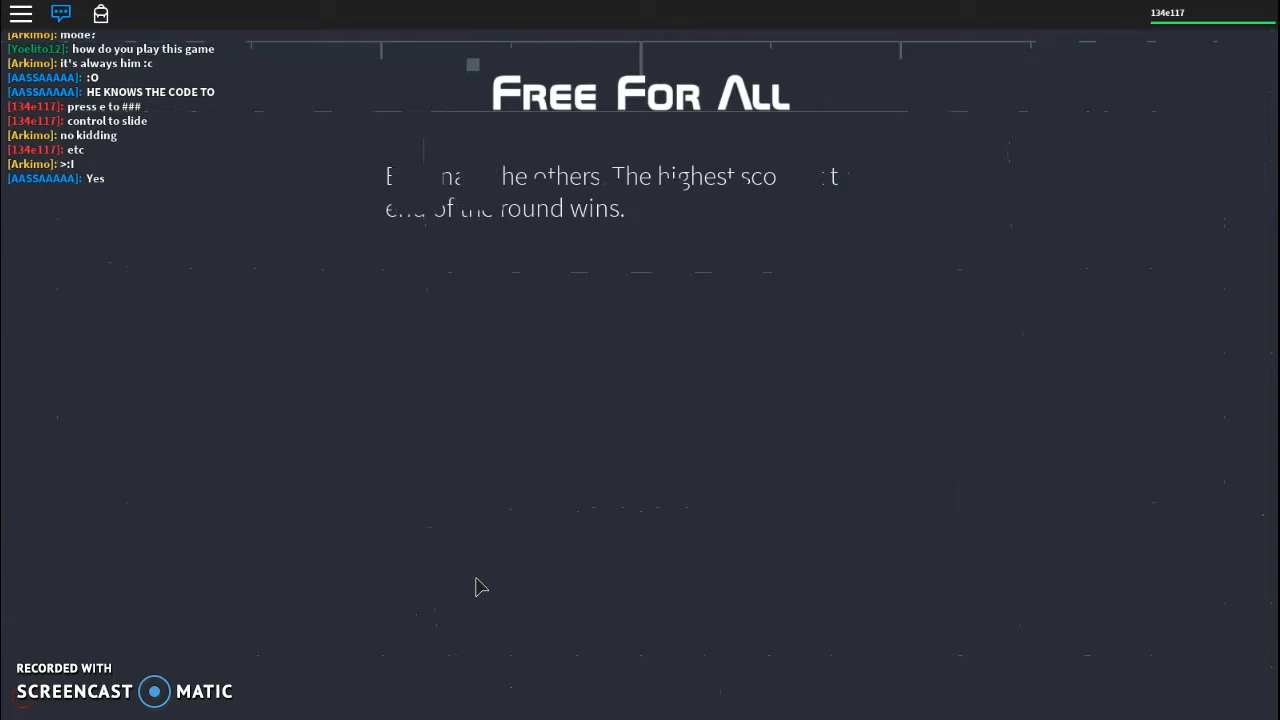 134e117
[Arkimo]: mode?
[Yoelito12]: how do you play this game
[Arkimo]: it's always him :c
[AASSAAAAA]: :O
[AASSAAAAA]: HE KNOWS THE CODE TO
[134e117]: press e to ###
[134e117]: control to slide
[Arkimo]: no kidding
[134e117]: etc
[Arkimo]: >:I
[AASSAAAAA]: Yes
Free For All
others. The highest
end of the round wins.
RECORDED WITH
SCREENCAST MATIC